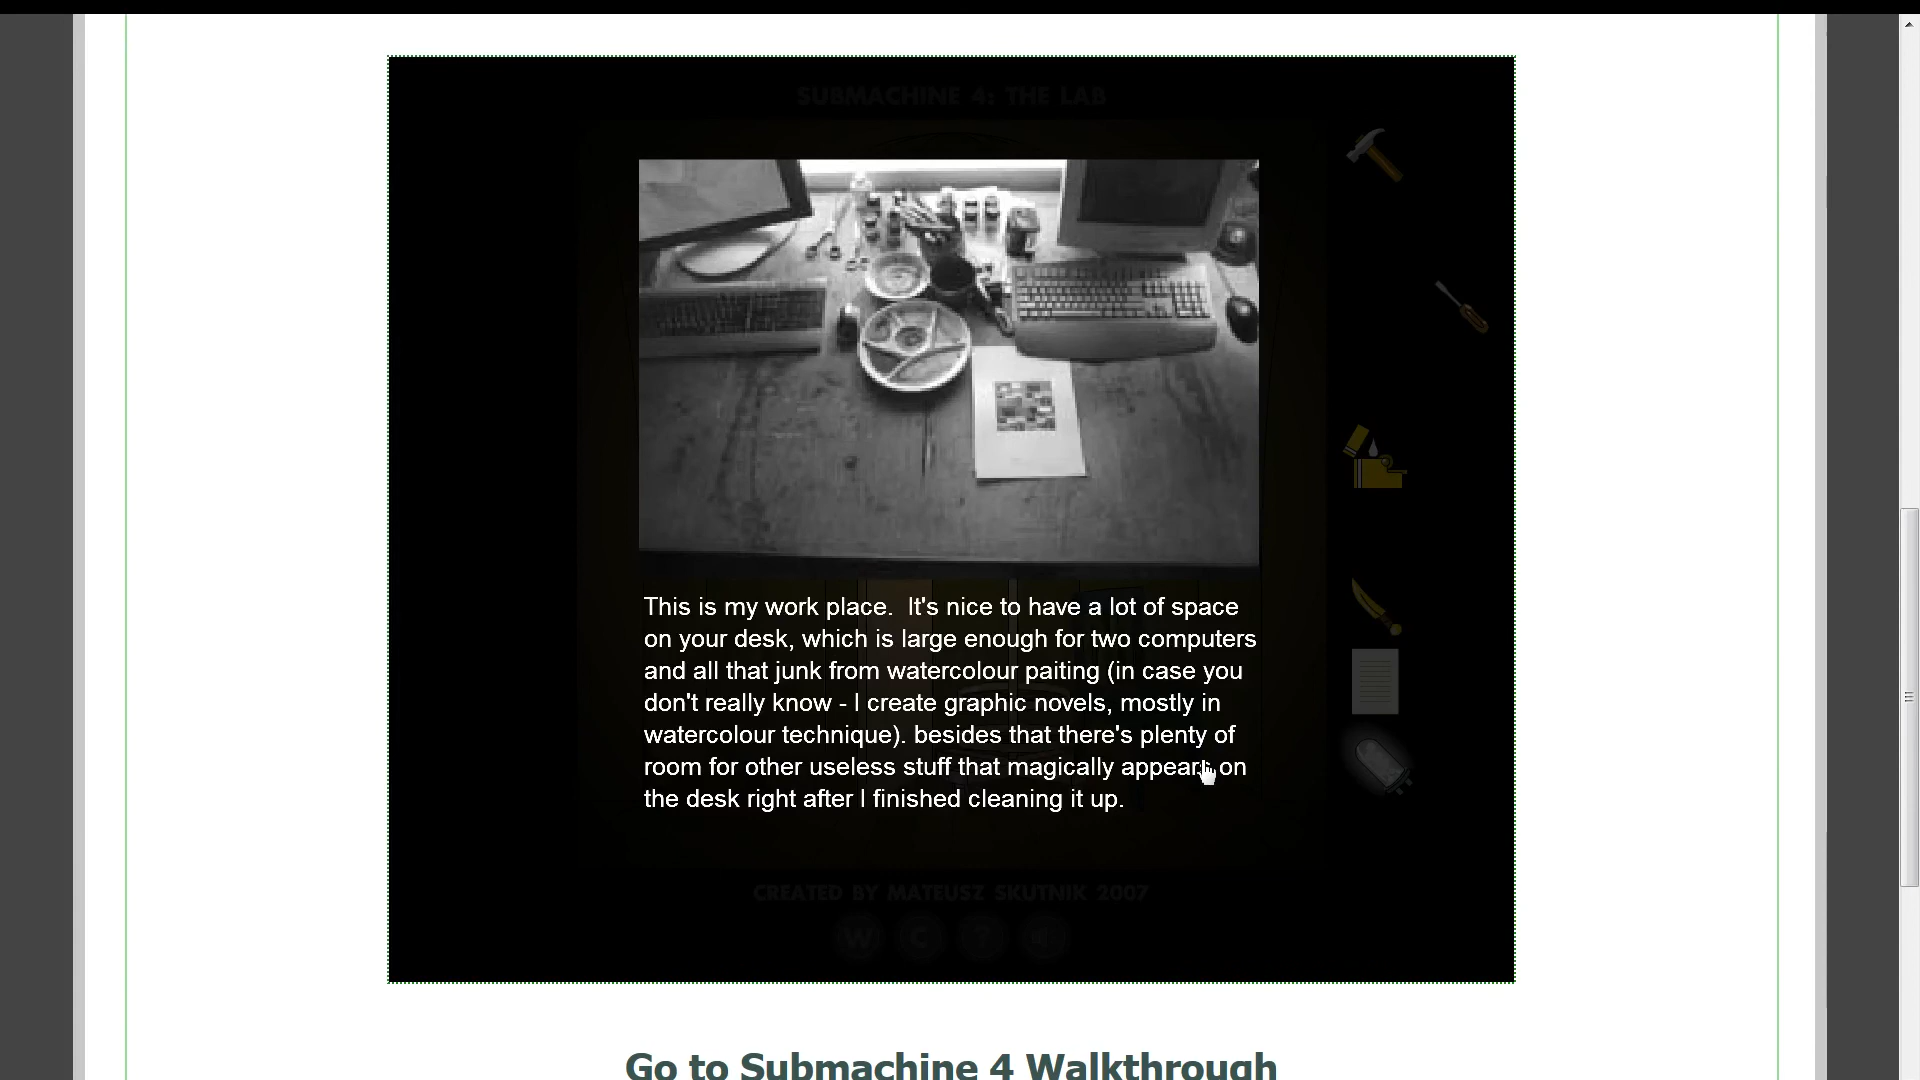 SUBMACHINE 4: THE LAB
This is my work place.  It's nice to have a lot of space
on your desk, which is large enough for two computers
and all that junk from watercolour paiting (in case you
don't really know - I create graphic novels, mostly in
watercolour technique). besides that there's plenty of
room for other useless stuff that magically appears on
the desk right after I finished cleaning it up.
CREATED BY MATEUSZ SKUTNIK 2007
W C ?
Go to Submachine 4 Walkthrough